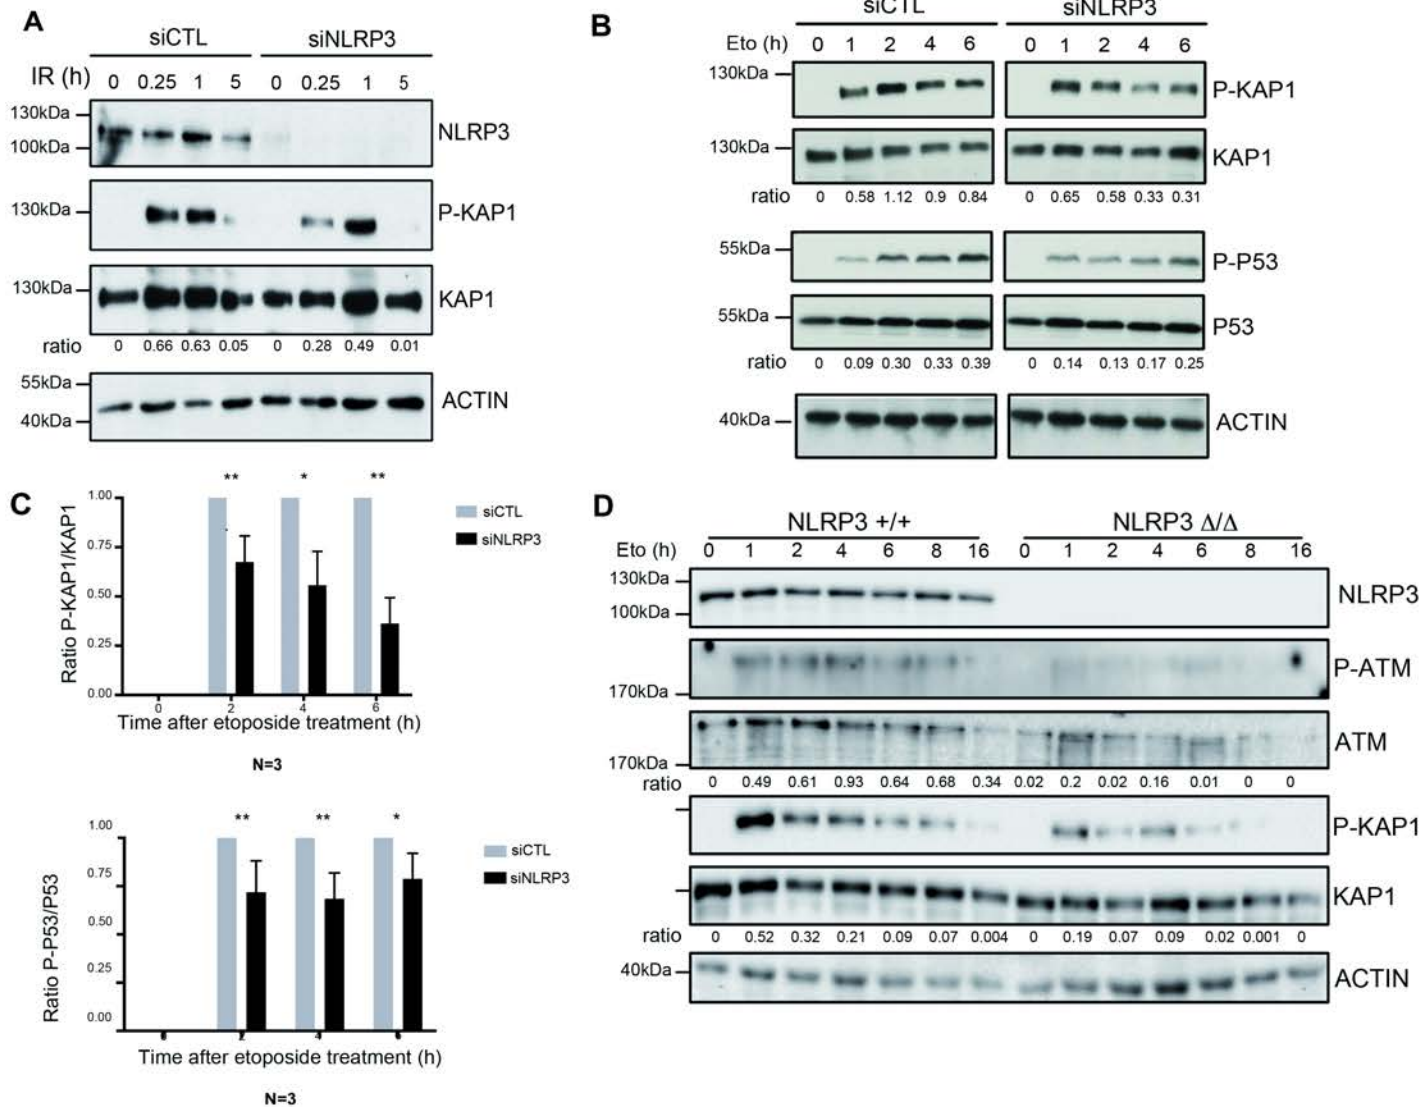 A
siCTL siNLRP3
IR (h) 0 0.25 1 5 0 0.25 1 5
130kDa
100kDa
NLRP3
130kDa
P-KAP1
130kDa
KAP1
ratio 0 0.66 0.63 0.05 0 0.28 0.49 0.01
55kDa
40kDa
ACTIN
B
siCTL siNLRP3
Eto (h) 0 1 2 4 6 0 1 2 4 6
130kDa
P-KAP1
130kDa
KAP1
ratio 0 0.58 1.12 0.9 0.84 0 0.65 0.58 0.33 0.31
55kDa
P-P53
55kDa
P53
ratio 0 0.09 0.30 0.33 0.39 0 0.14 0.13 0.17 0.25
40kDa
ACTIN
C
** * **
Ratio P-KAP1/KAP1
1.00
0.75
0.50
0.25
0.00
0 2 4 6
Time after etoposide treatment (h)
siCTL
siNLRP3
N=3
** ** *
Ratio P-P53/P53
1.00
0.75
0.50
0.25
0.00
Time after etoposide treatment (h)
siCTL
siNLRP3
N=3
D
NLRP3 +/+ NLRP3 Δ/Δ
Eto (h) 0 1 2 4 6 8 16 0 1 2 4 6 8 16
130kDa
100kDa
NLRP3
P-ATM
170kDa
ATM
170kDa
ratio 0 0.49 0.61 0.93 0.64 0.68 0.34 0.02 0.2 0.02 0.16 0.01 0 0
P-KAP1
KAP1
ratio 0 0.52 0.32 0.21 0.09 0.07 0.004 0 0.19 0.07 0.09 0.02 0.001 0
40kDa
ACTIN